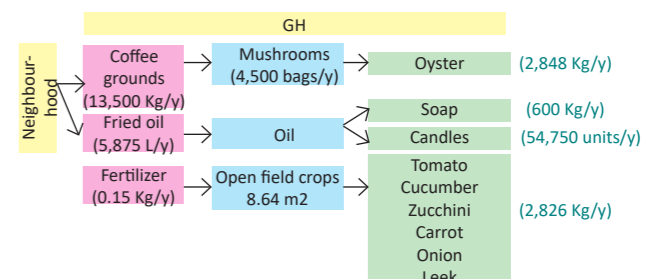 GH
Neighbour-
hood
Coffee
grounds
(13,500 Kg/y)
Mushrooms
(4,500 bags/y)
Oyster
(2,848 Kg/y)
Fried oil
(5,875 L/y)
Oil
Soap
(600 Kg/y)
Candles
(54,750 units/y)
Fertilizer
(0.15 Kg/y)
Open field crops
8.64 m2
Tomato
Cucumber
Zucchini
Carrot
Onion
Leek
(2,826 Kg/y)